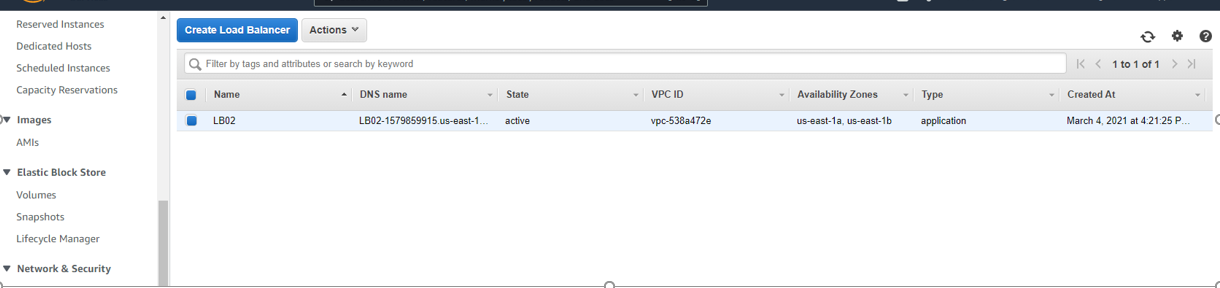 Reserved Instances
Dedicated Hosts
Scheduled Instances
Capacity Reservations
Images
AMIs
Elastic Block Store
Volumes
Snapshots
Lifecycle Manager
Network & Security
Create Load Balancer Actions
Filter by tags and attributes or search by keyword 1 to 1 of 1
Name DNS name State VPC ID Availability Zones Type Created At
LB02 LB02-1579859915.us-east-1... active vpc-538a472e us-east-1a, us-east-1b application March 4, 2021 at 4:21:25 P...